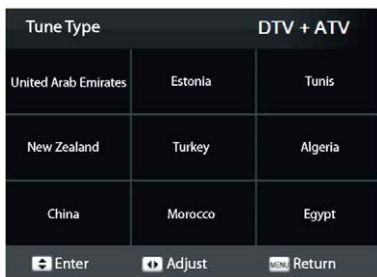 Tune Type DTV + ATV
United Arab Emirates Estonia Tunis
New Zealand Turkey Algeria
China Morocco Egypt
Enter Adjust MENU Return